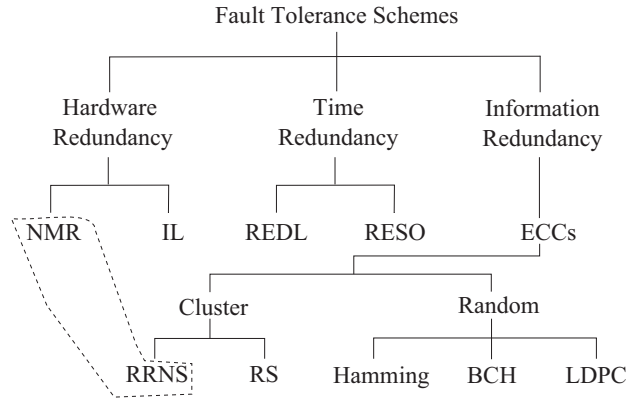 Fault Tolerance Schemes
Hardware
Redundancy
Time
Redundancy
Information
Redundancy
NMR
IL
REDL
RESO
ECCs
Cluster
Random
RRNS
RS
Hamming
BCH
LDPC